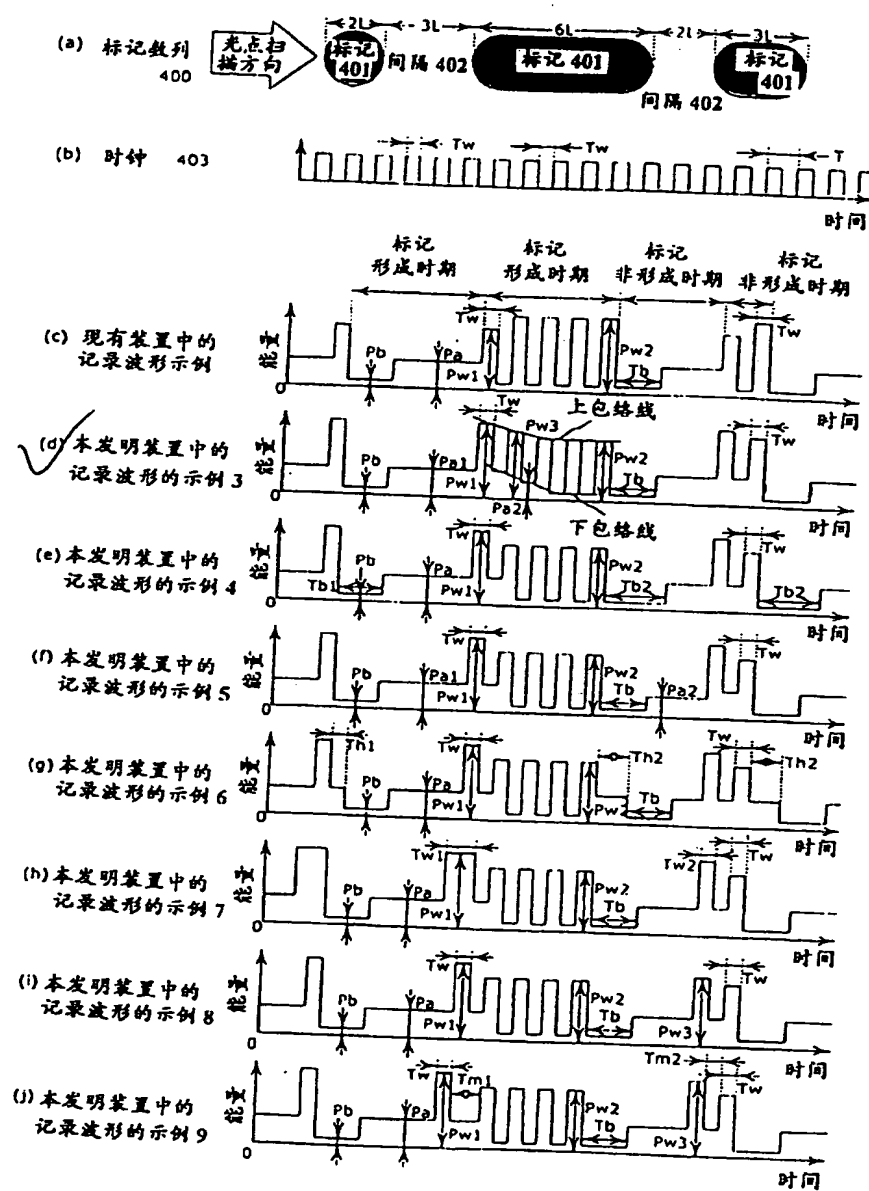 2L 3L 6L 2L 3L
(a) 标记数列
400
光点扫
描方向
标记
401
间隔 402
标记 401
间隔 402
标记
401
(b) 时钟 403
Tw Tw T
时间
标记
形成时期
标记
形成时期
标记
非形成时期
标记
非形成时期
(c) 现有装置中的
记录波形示例
能量
0
Pb Pa Pw1 Tw Pw2 Tb Tw
时间
(d) 本发明装置中的
记录波形的示例 3
能量
0
Pb Pa1 Pw1 Tw Pw3 上包络线
Pa2 下包络线 Pw2 Tb Tw
时间
(e) 本发明装置中的
记录波形的示例 4
能量
0
Tb1 Pb Pa Pw1 Tw Pw2 Tb2 Tw Tb2
时间
(f) 本发明装置中的
记录波形的示例 5
能量
0
Pb Pa1 Pw1 Tw Pw2 Tb Pa2 Tw
时间
(g) 本发明装置中的
记录波形的示例 6
能量
0
Th1 Pb Pa Pw1 Tw Th2 Pw2 Tb Tw Th2
时间
(h) 本发明装置中的
记录波形的示例 7
能量
0
Pb Pa Pw1 Tw1 Pw2 Tb Tw2 Tw
时间
(i) 本发明装置中的
记录波形的示例 8
能量
0
Pb Pa Pw1 Tw Pw2 Tb Pw3 Tw
时间
(j) 本发明装置中的
记录波形的示例 9
能量
0
Pb Pa Pw1 Tw Tm1 Pw2 Tb Pw3 Tm2 Tw
时间